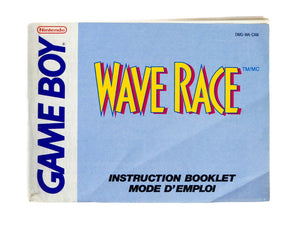 Nintendo
GAME BOY
DMG-WA-CAN
WAVE RACE TM/MC
INSTRUCTION BOOKLET
MODE D'EMPLOI